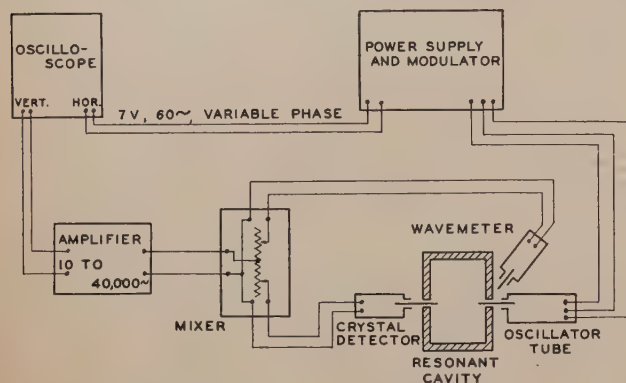 OSCILLO-
SCOPE
VERT. HOR.
POWER SUPPLY
AND MODULATOR
7V, 60~ VARIABLE PHASE
AMPLIFIER
10 TO
40,000~
MIXER
WAVEMETER
CRYSTAL
DETECTOR
RESONANT
CAVITY
OSCILLATOR
TUBE